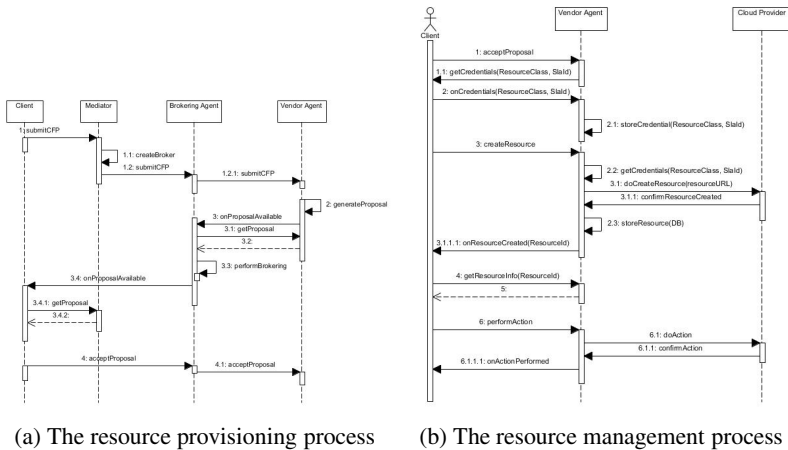 Client
Mediator
Brokering Agent
Vendor Agent
1: submitCFP
1.1: createBroker
1.2: submitCFP
1.2.1: submitCFP
2: generateProposal
3: onProposalAvailable
3.1: getProposal
3.2:
3.3: performBrokering
3.4: onProposalAvailable
3.4.1: getProposal
3.4.2:
4: acceptProposal
4.1: acceptProposal
(a) The resource provisioning process
Client
Vendor Agent
Cloud Provider
1: acceptProposal
1.1: getCredentials(ResourceClass, SlaId)
2: onCredentials(ResourceClass, SlaId)
2.1: storeCredential(ResourceClass, SlaId)
3: createResource
2.2: getCredentials(ResourceClass, SlaId)
3.1: doCreateResource(resourceURL)
3.1.1: confirmResourceCreated
2.3: storeResource(DB)
3.1.1.1: onResourceCreated(ResourceId)
4: getResourceInfo(ResourceId)
5:
6: performAction
6.1: doAction
6.1.1: confirmAction
6.1.1.1: onActionPerformed
(b) The resource management process